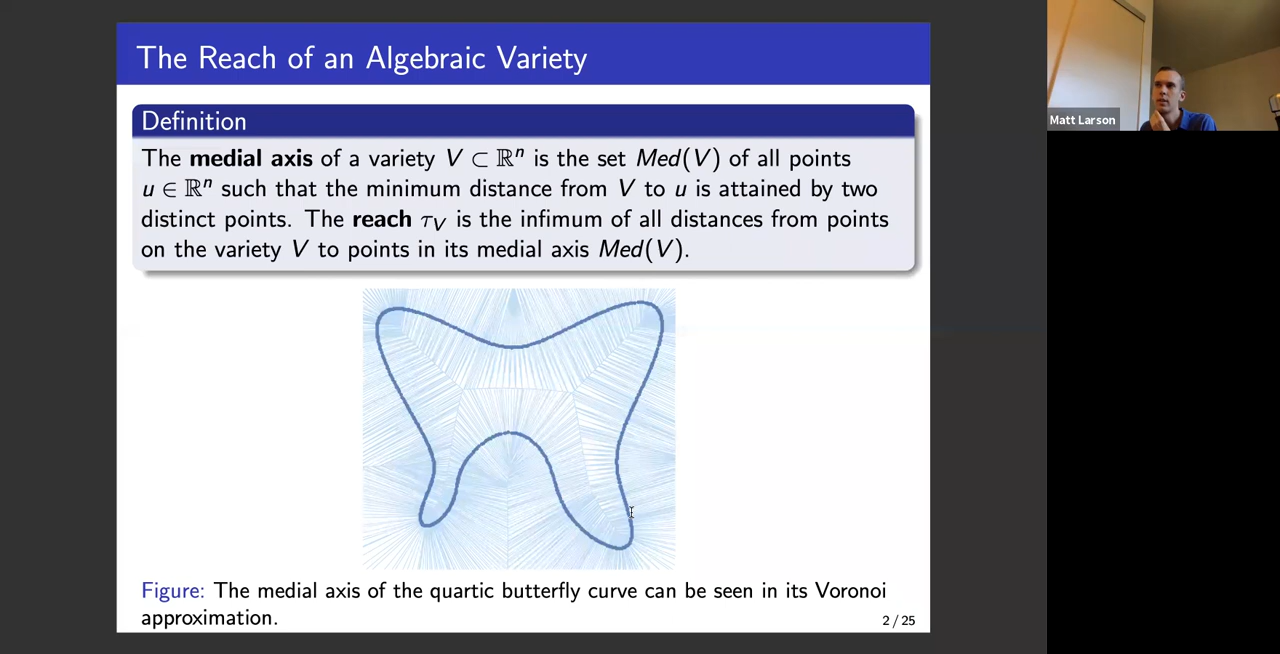 The Reach of an Algebraic Variety
Definition
The medial axis of a variety V ⊂ ℝⁿ is the set Med(V) of all points
u ∈ ℝⁿ such that the minimum distance from V to u is attained by two
distinct points. The reach τ_V is the infimum of all distances from points
on the variety V to points in its medial axis Med(V).
Figure: The medial axis of the quartic butterfly curve can be seen in its Voronoi
approximation.
2 / 25
Matt Larson